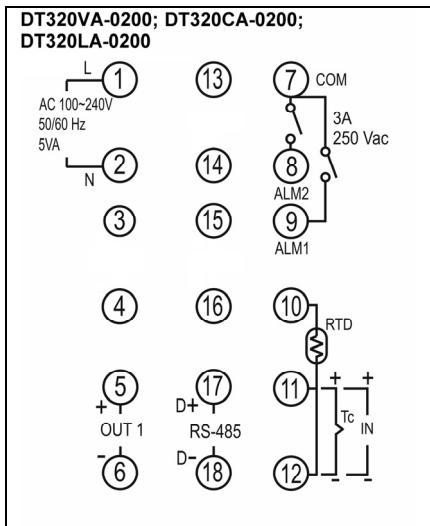 DT320VA-0200; DT320CA-0200;
DT320LA-0200
L
1
13
7
COM
AC 100~240V
50/60 Hz
5VA
3A
250 Vac
N
2
14
8
ALM2
3
15
9
ALM1
4
16
10
RTD
5
17
11
+
D+
+
+
OUT 1
RS-485
Tc
IN
-
D-
-
-
6
18
12